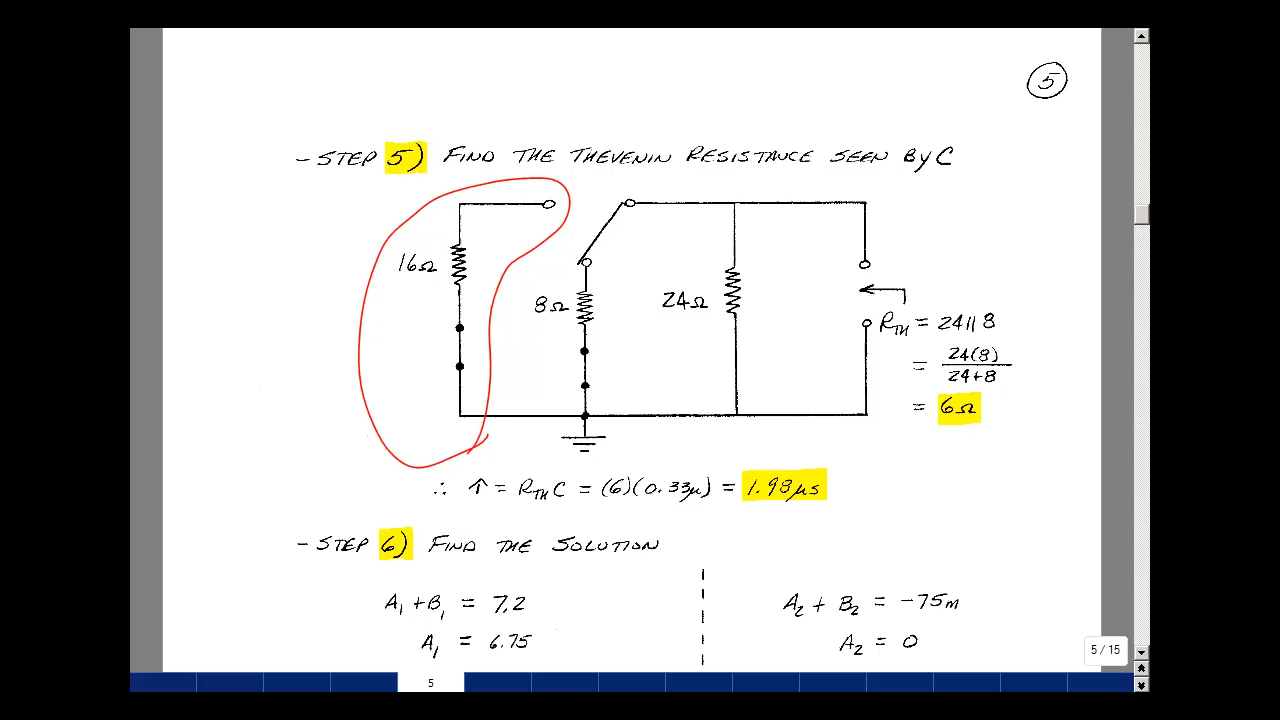 5
- STEP 5) FIND THE THEVENIN RESISTANCE SEEN BY C
16Ω
8Ω
24Ω
R_TH = 24||8
= 24(8) / 24+8
= 6Ω
∴ τ = R_TH C = (6)(0.33μ) = 1.98μs
- STEP 6) FIND THE SOLUTION
A₁ + B₁ = 7.2
A₂ + B₂ = -75m
A₁ = 6.75
A₂ = 0
5 / 15
5